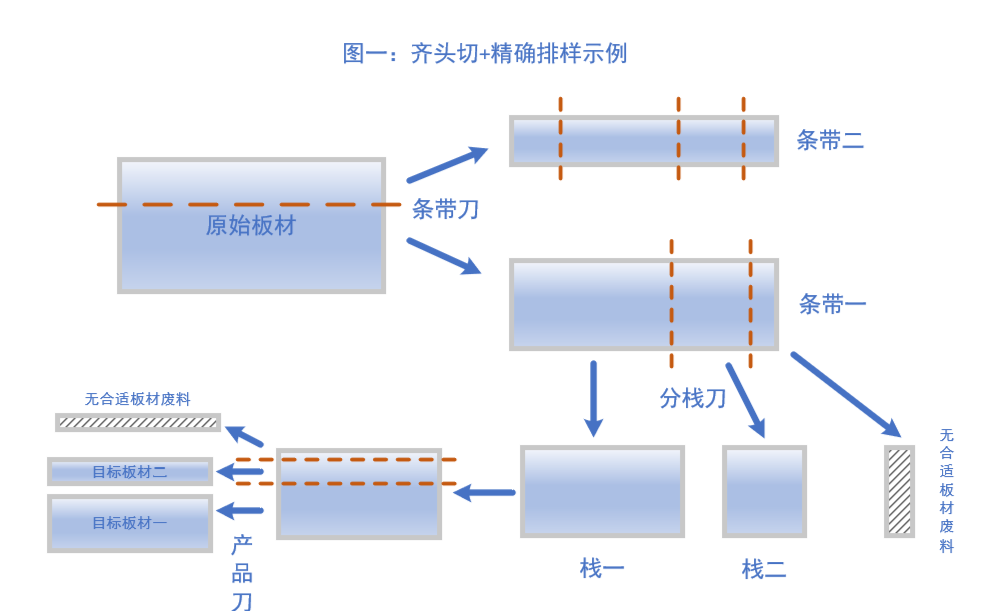 图一：齐头切+精确排样示例
条带二
原始板材
条带刀
条带一
无合适板材废料
分栈刀
目标板材二
目标板材一
无合适板材废料
产品刀
栈一
栈二